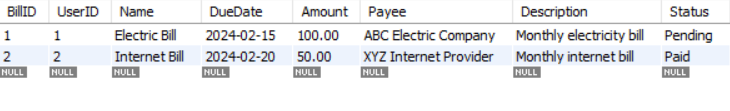 BillID UserID Name DueDate Amount Payee Description Status
1 1 Electric Bill 2024-02-15 100.00 ABC Electric Company Monthly electricity bill Pending
2 2 Internet Bill 2024-02-20 50.00 XYZ Internet Provider Monthly internet bill Paid
NULL NULL NULL NULL NULL NULL NULL NULL